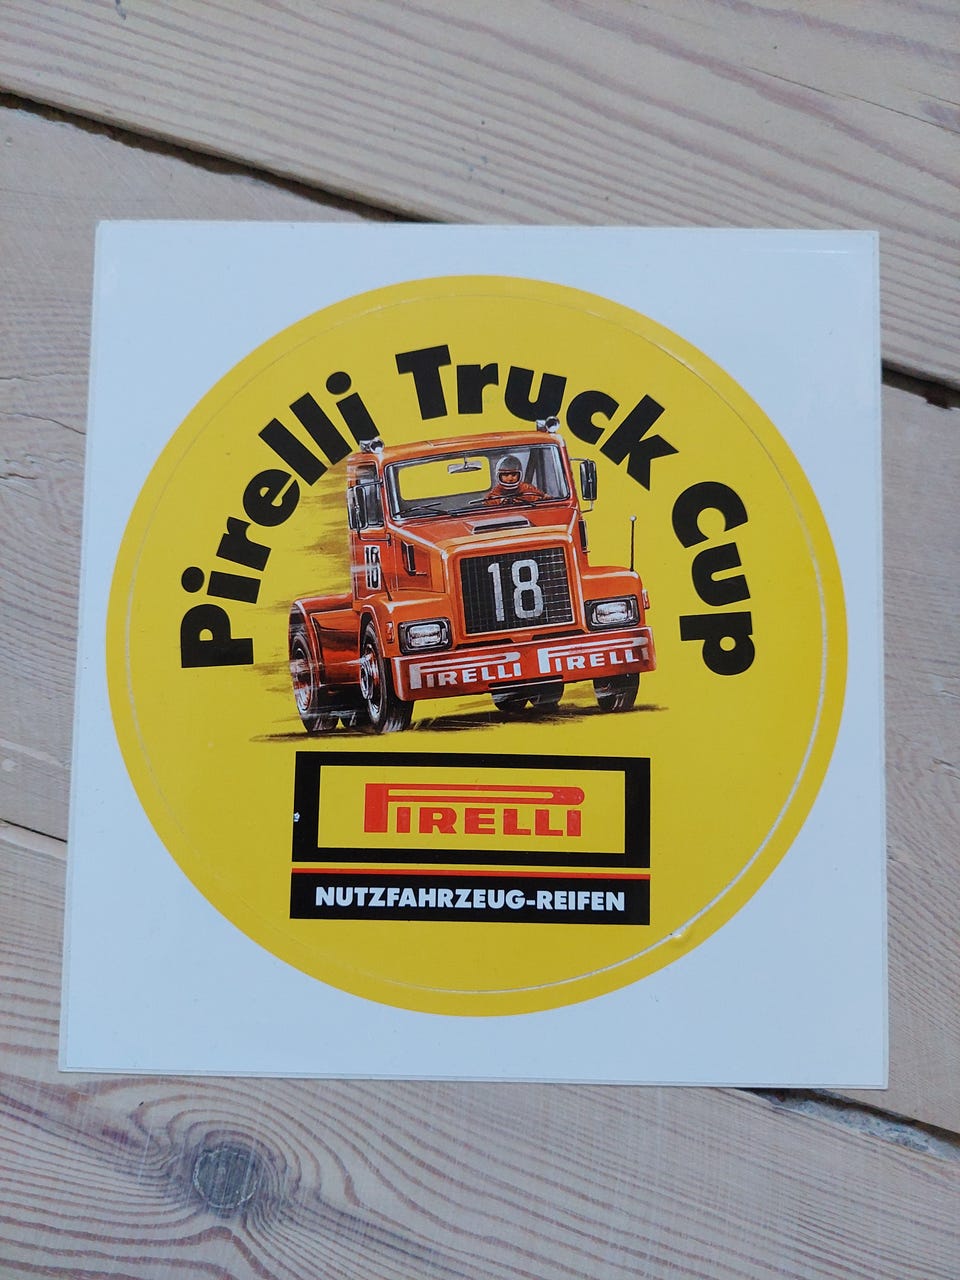 Pirelli Truck Cup
18
18
PIRELLI PIRELLI
PIRELLI
NUTZFAHRZEUG-REIFEN